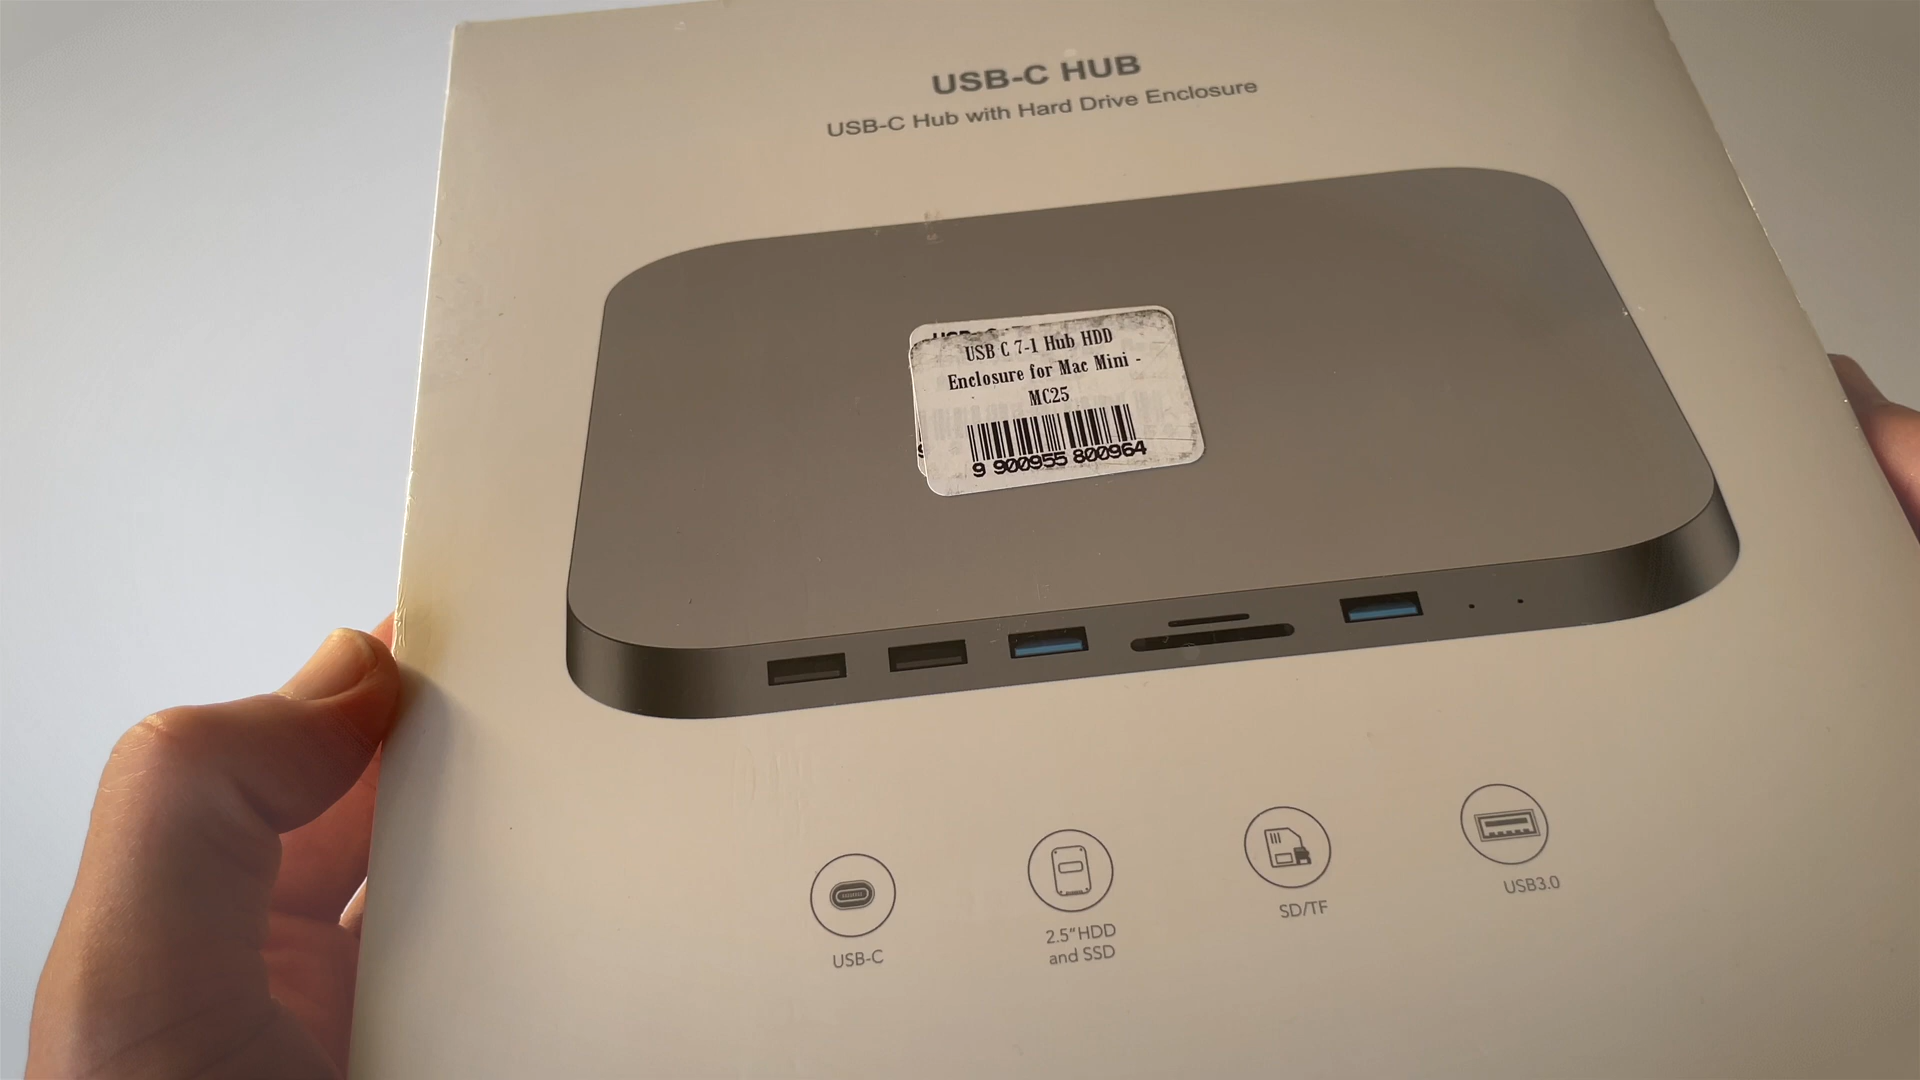 USB-C HUB
USB-C Hub with Hard Drive Enclosure
USB C 7-1 Hub HDD
Enclosure for Mac Mini -
MC25
9 900955 800964
USB-C
2.5"HDD
and SSD
SD/TF
USB3.0